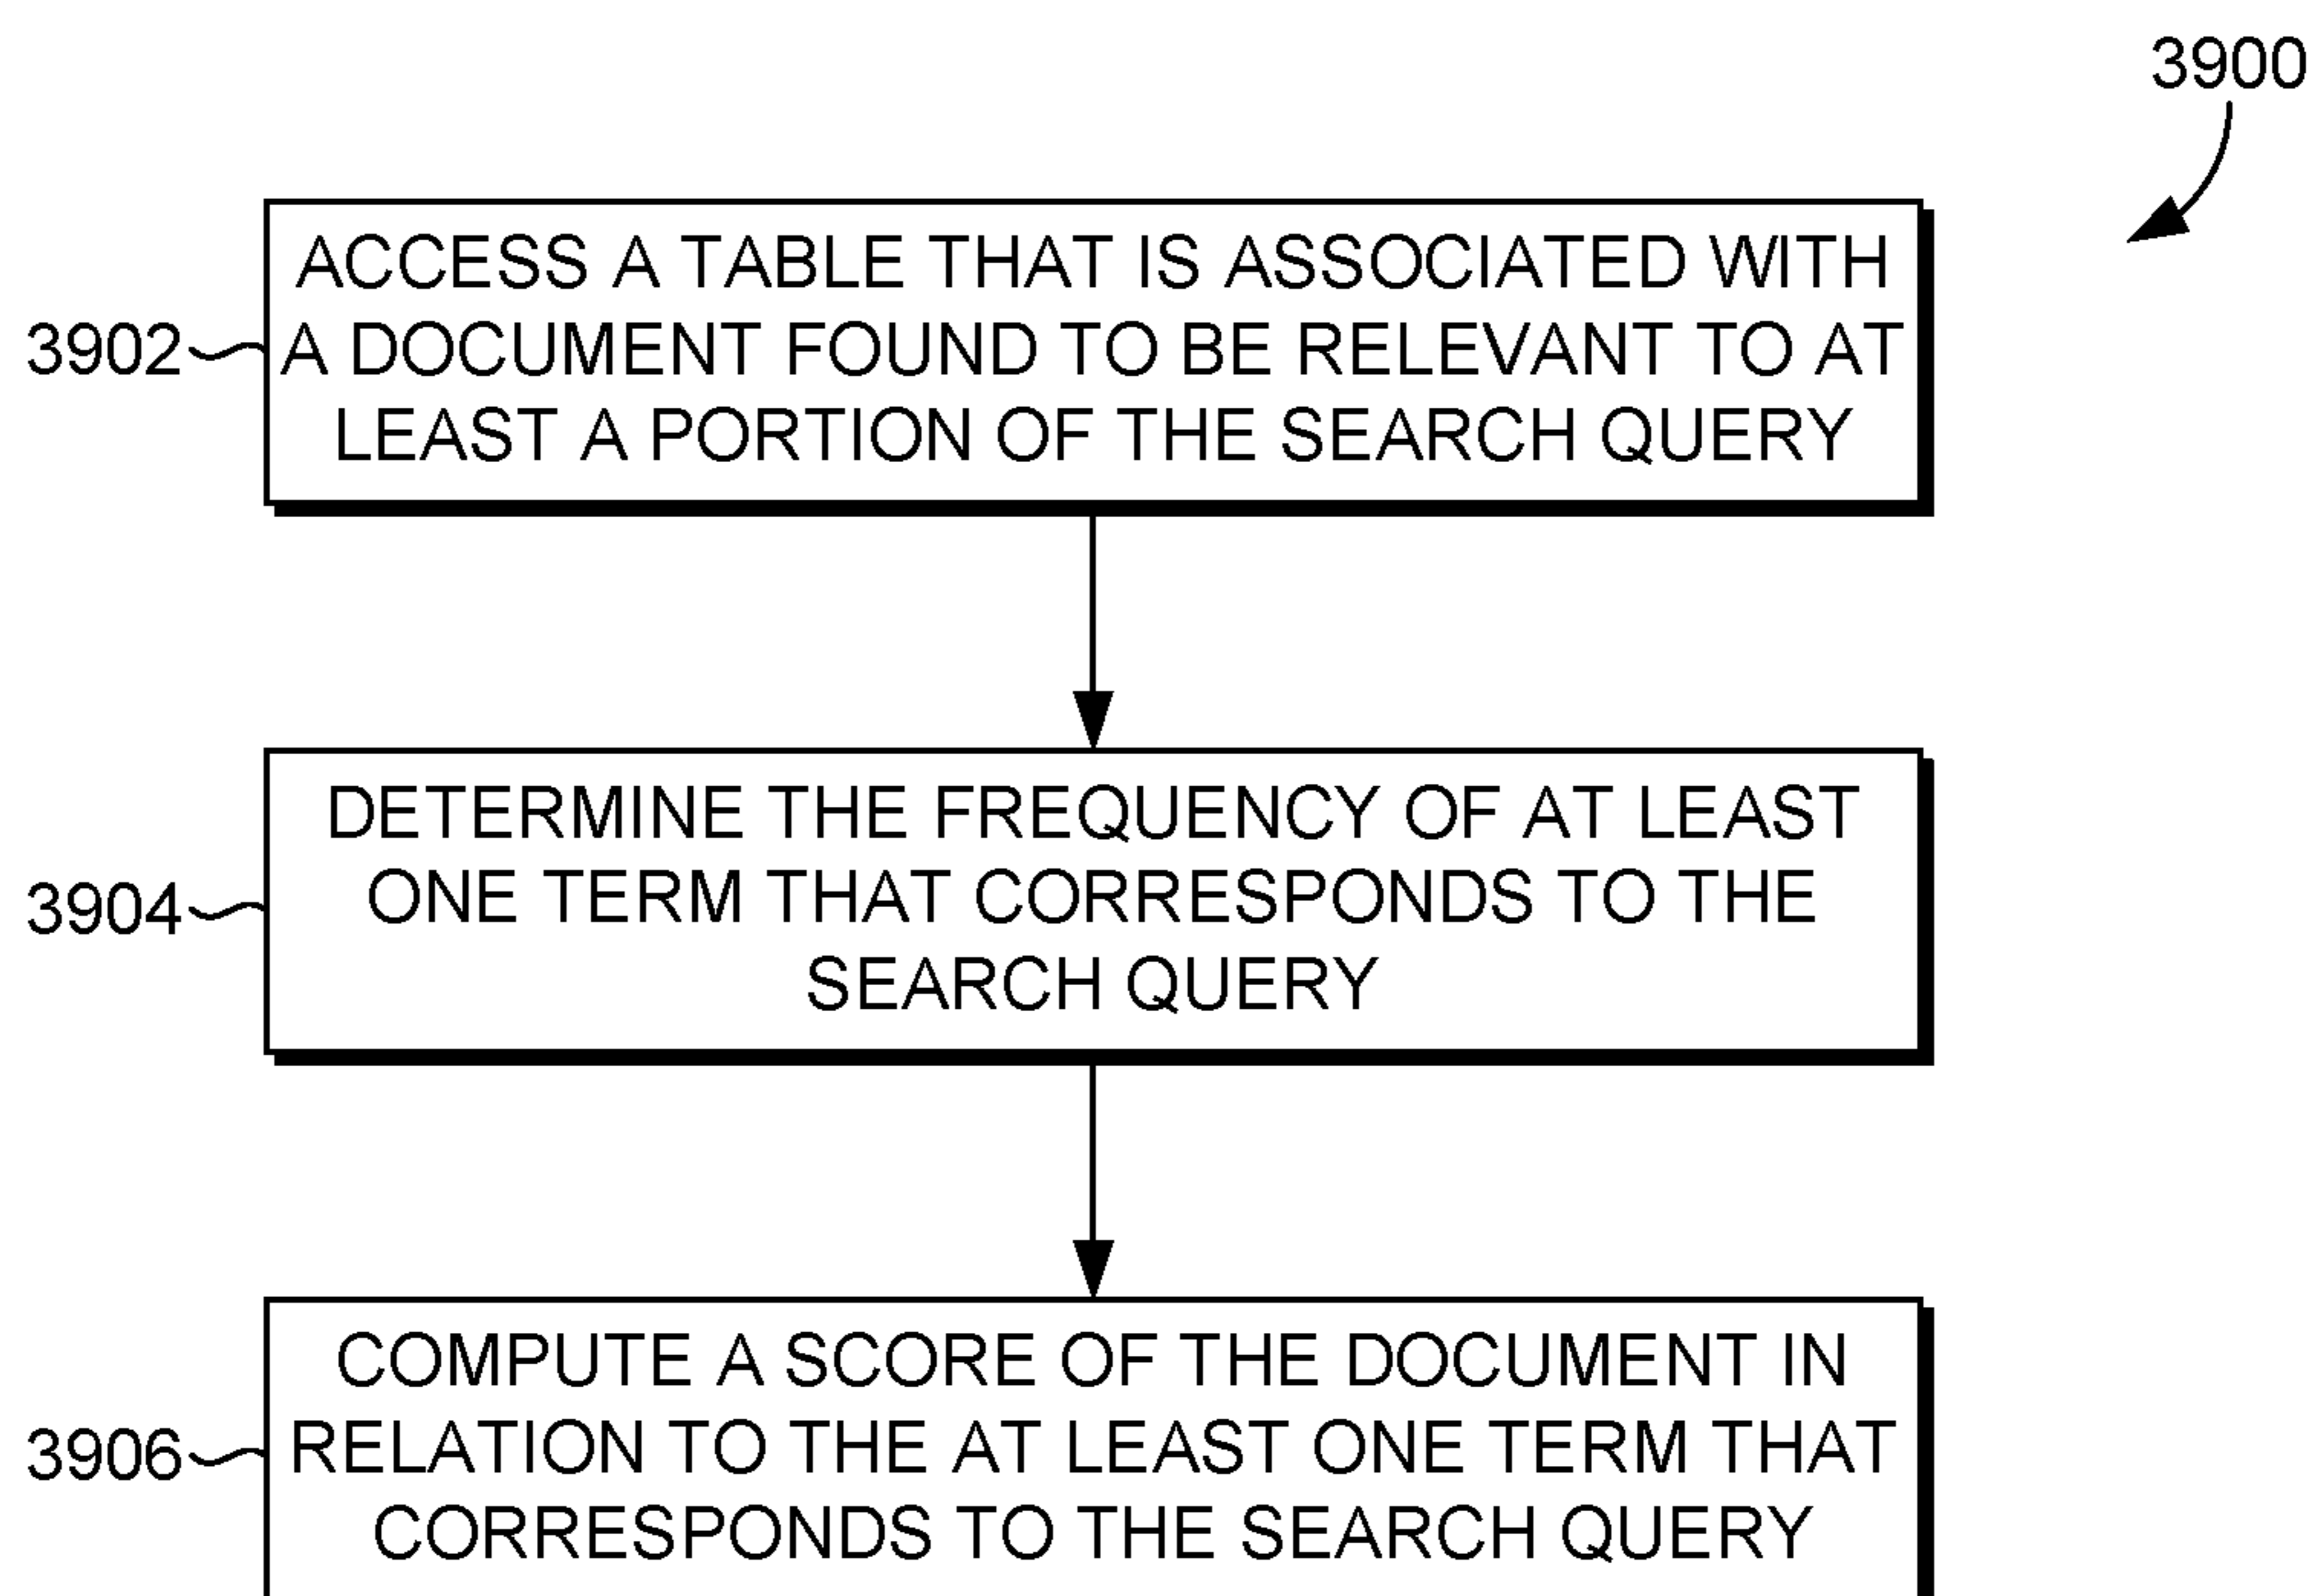 3900
ACCESS A TABLE THAT IS ASSOCIATED WITH
3902 A DOCUMENT FOUND TO BE RELEVANT TO AT
LEAST A PORTION OF THE SEARCH QUERY
DETERMINE THE FREQUENCY OF AT LEAST
3904 ONE TERM THAT CORRESPONDS TO THE
SEARCH QUERY
COMPUTE A SCORE OF THE DOCUMENT IN
3906 RELATION TO THE AT LEAST ONE TERM THAT
CORRESPONDS TO THE SEARCH QUERY